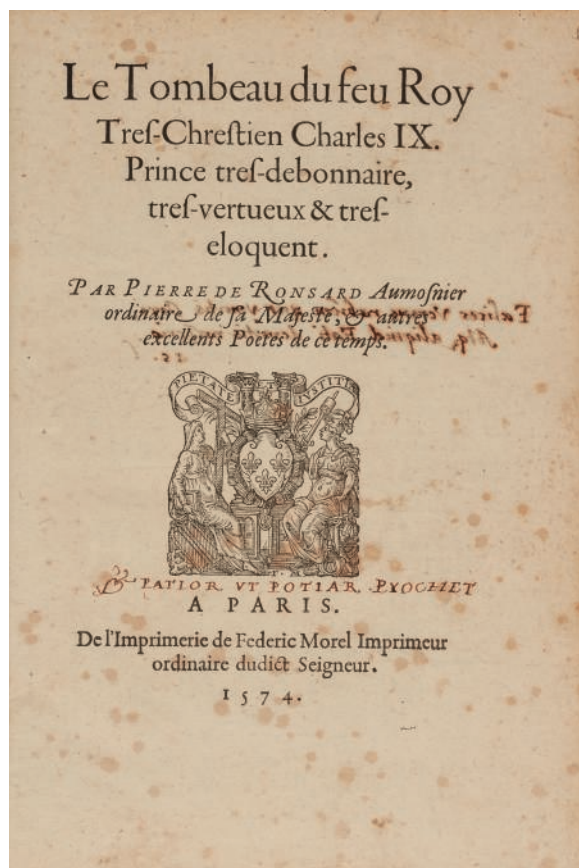 Le Tombeau du feu Roy
Treſ-Chreſtien Charles IX.
Prince treſ-debonnaire,
treſ-vertueux & treſ-
eloquent.
PAR PIERRE DE RONSARD Aumoſnier
ordinaire de ſa Majeſté, & autres
excellents Poëtes de ce temps.
PIETATE IVSTITIA
PATIOR VT POTIAR PYOCHET
A PARIS.
De l'Imprimerie de Federic Morel Imprimeur
ordinaire dudict Seigneur.
1574.